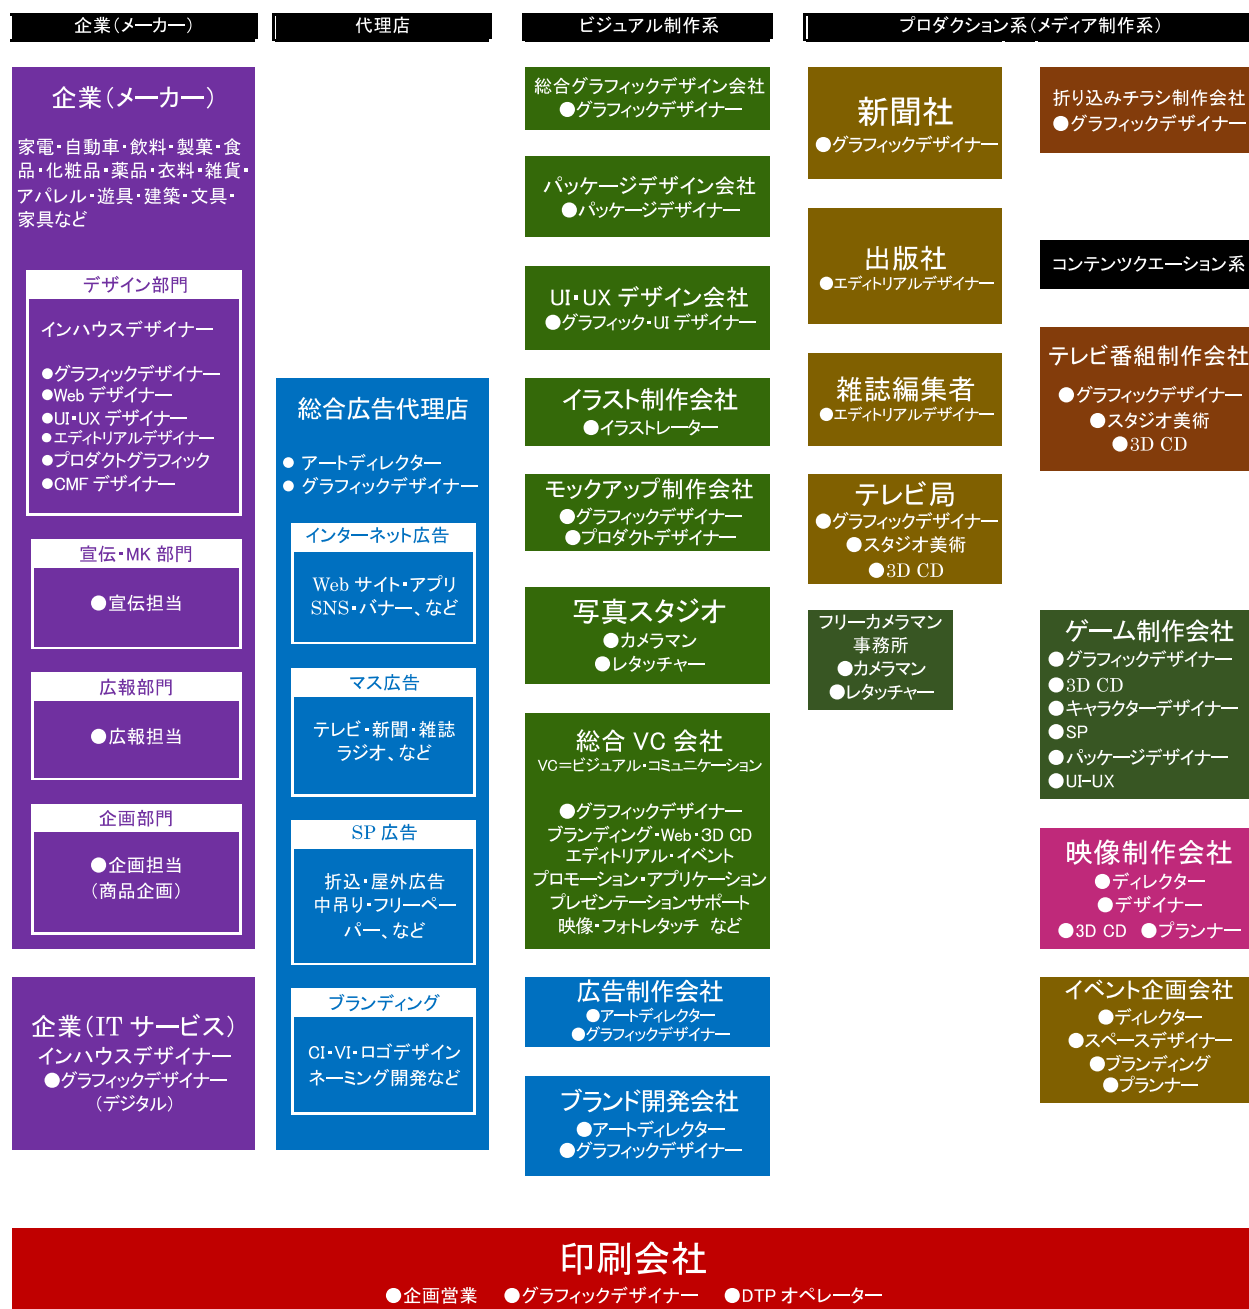 企業（メーカー）
代理店
ビジュアル制作系
プロダクション系（メディア制作系）
企業（メーカー）
家電・自動車・飲料・製菓・食
品・化粧品・薬品・衣料・雑貨・
アパレル・遊具・建築・文具・
家具など
デザイン部門
インハウスデザイナー
●グラフィックデザイナー
●Web デザイナー
●UI・UX デザイナー
●エディトリアルデザイナー
●プロダクトグラフィック
●CMF デザイナー
宣伝・MK 部門
●宣伝担当
広報部門
●広報担当
企画部門
●企画担当
（商品企画）
企業（IT サービス）
インハウスデザイナー
●グラフィックデザイナー
（デジタル）
総合広告代理店
● アートディレクター
● グラフィックデザイナー
インターネット広告
Web サイト・アプリ
SNS・バナー、など
マス広告
テレビ・新聞・雑誌
ラジオ、など
SP 広告
折込・屋外広告
中吊り・フリーペー
パー、など
ブランディング
CI・VI・ロゴデザイン
ネーミング開発など
総合グラフィックデザイン会社
●グラフィックデザイナー
パッケージデザイン会社
●パッケージデザイナー
UI・UX デザイン会社
●グラフィック・UI デザイナー
イラスト制作会社
●イラストレーター
モックアップ制作会社
●グラフィックデザイナー
●プロダクトデザイナー
写真スタジオ
●カメラマン
●レタッチャー
総合 VC 会社
VC＝ビジュアル・コミュニケーション
●グラフィックデザイナー
ブランディング・Web・3D CD
エディトリアル・イベント
プロモーション・アプリケーション
プレゼンテーションサポート
映像・フォトレタッチ など
広告制作会社
●アートディレクター
●グラフィックデザイナー
ブランド開発会社
●アートディレクター
●グラフィックデザイナー
新聞社
●グラフィックデザイナー
出版社
●エディトリアルデザイナー
雑誌編集者
●エディトリアルデザイナー
テレビ局
●グラフィックデザイナー
●スタジオ美術
●3D CD
フリーカメラマン
事務所
●カメラマン
●レタッチャー
折り込みチラシ制作会社
●グラフィックデザイナー
コンテンツクエーション系
テレビ番組制作会社
●グラフィックデザイナー
●スタジオ美術
●3D CD
ゲーム制作会社
●グラフィックデザイナー
●3D CD
●キャラクターデザイナー
●SP
●パッケージデザイナー
●UI-UX
映像制作会社
●ディレクター
●デザイナー
●3D CD ●プランナー
イベント企画会社
●ディレクター
●スペースデザイナー
●ブランディング
●プランナー
印刷会社
●企画営業 ●グラフィックデザイナー ●DTP オペレーター